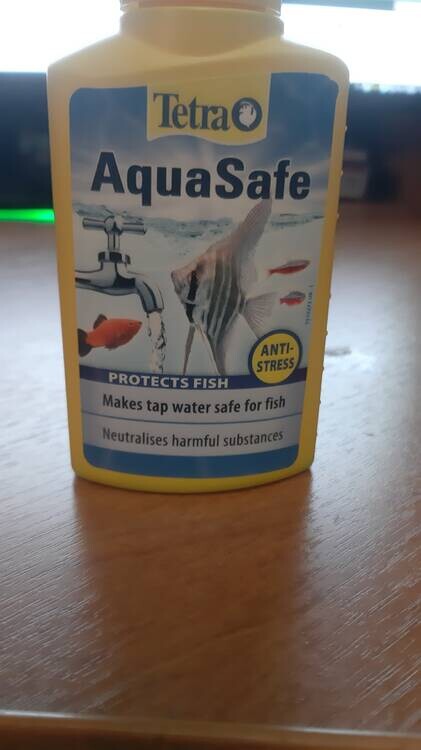 Tetra
AquaSafe
ANTI-
STRESS
PROTECTS FISH
Makes tap water safe for fish
Neutralises harmful substances